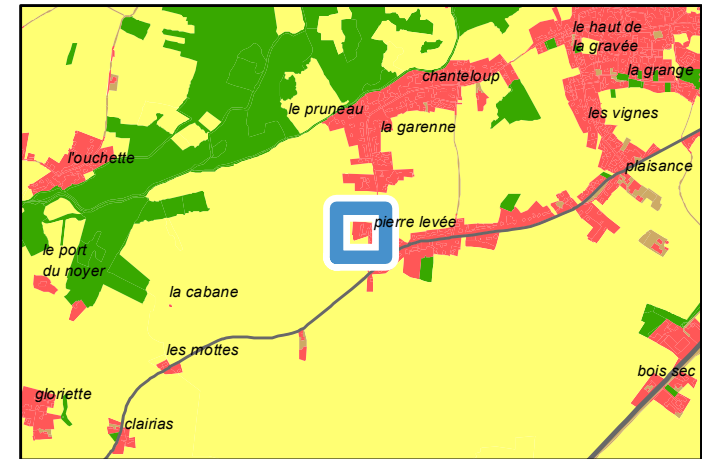 le haut de
la gravée
la grange
chanteloup
le pruneau
les vignes
la garenne
l'ouchette
plaisance
pierre levée
le port
du noyer
la cabane
les mottes
bois sec
gloriette
clairias